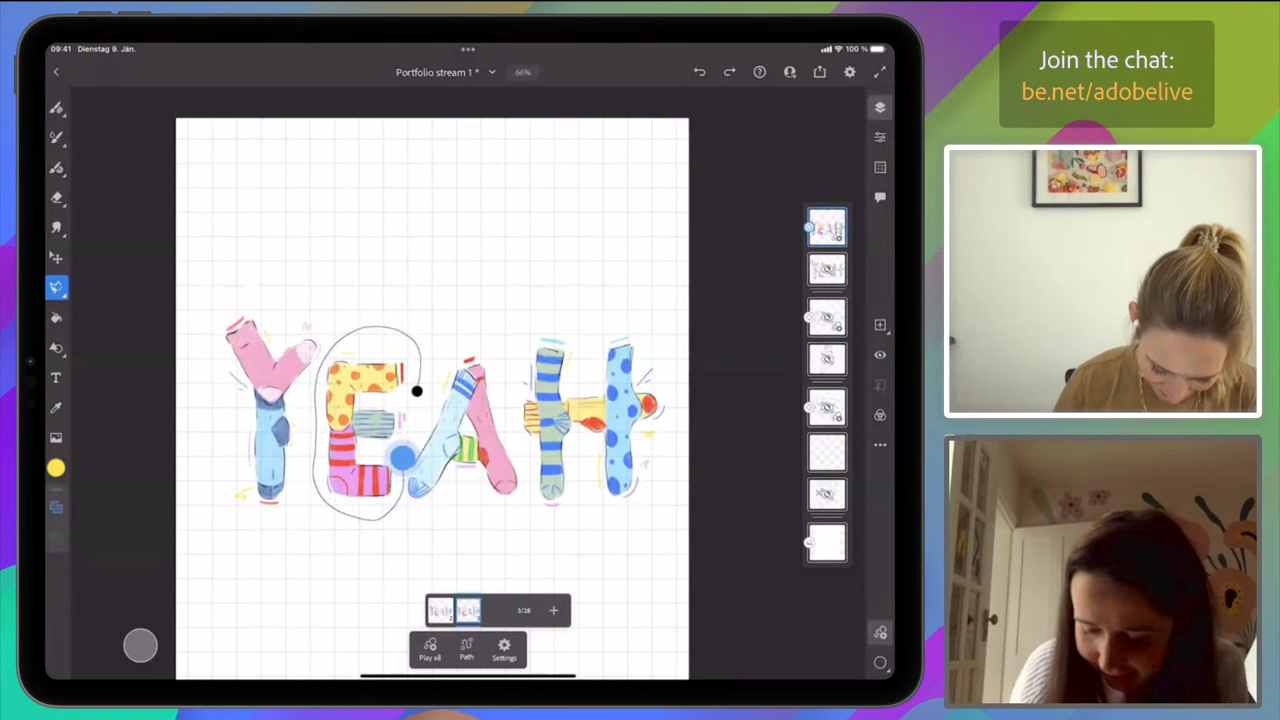 09:41 Dienstag 9. Jän.
100 %
Portfolio stream 1 *
66%
YEAH
3/28
Play all
Path
Settings
Join the chat:
be.net/adobelive